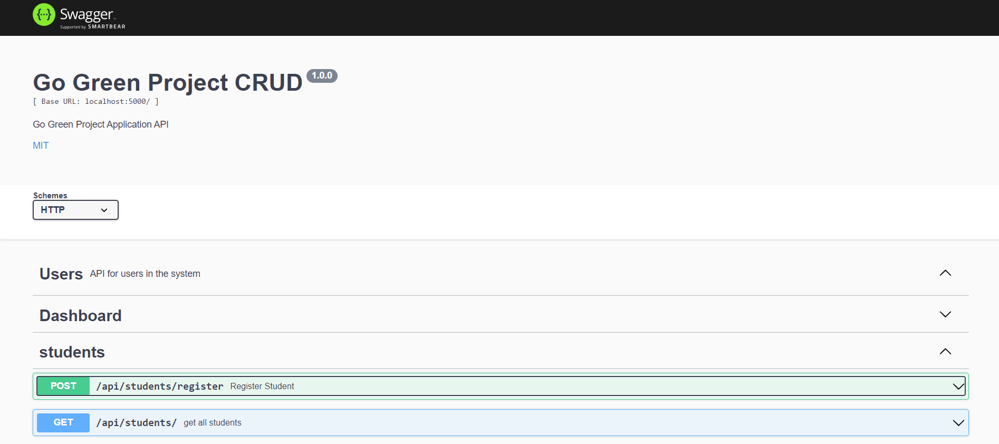 Swagger
Supported by SMARTBEAR
Go Green Project CRUD 1.0.0
[ Base URL: localhost:5000/ ]
Go Green Project Application API
MIT
Schemes
HTTP
Users API for users in the system
Dashboard
students
POST /api/students/register Register Student
GET /api/students/ get all students